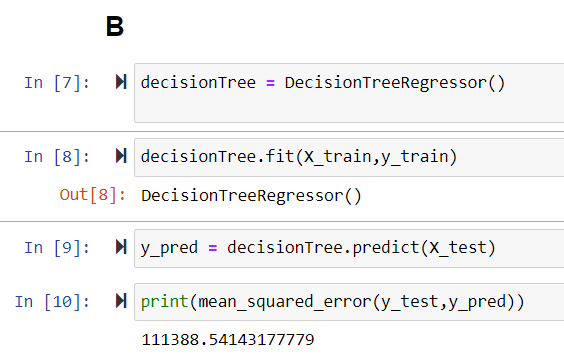 B
In [7]: decisionTree = DecisionTreeRegressor()
In [8]: decisionTree.fit(X_train,y_train)
Out[8]: DecisionTreeRegressor()
In [9]: y_pred = decisionTree.predict(X_test)
In [10]: print(mean_squared_error(y_test,y_pred))
111388.54143177779